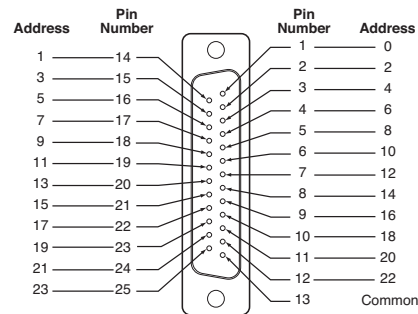 Address Pin Number Pin Number Address
1 14 1 0
3 15 2 2
5 16 3 4
7 17 4 6
9 18 5 8
11 19 6 10
13 20 7 12
15 21 8 14
17 22 9 16
19 23 10 18
21 24 11 20
23 25 12 22
13 Common